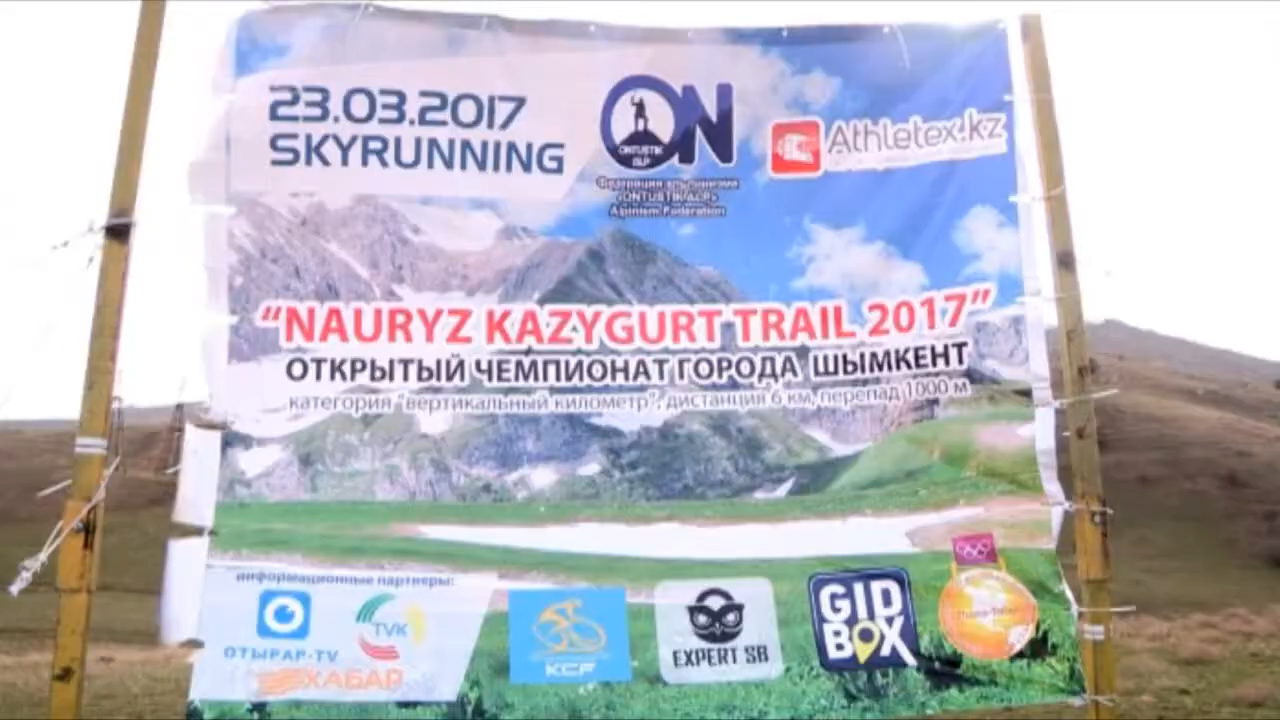 23.03.2017
SKYRUNNING
ON
ONTUSTIK
ALP
Федерация альпинизма
«ONTUSTIK ALP»
Alpinism Federation
Athletex.kz
“NAURYZ KAZYGURT TRAIL 2017”
ОТКРЫТЫЙ ЧЕМПИОНАТ ГОРОДА ШЫМКЕНТ
категория "вертикальный километр", дистанция 6 км, перепад 1000 м
информационные партнеры:
ОТЫРАР-TV
TVK
ХАБАР
KCF
EXPERT SB
GID
BOX